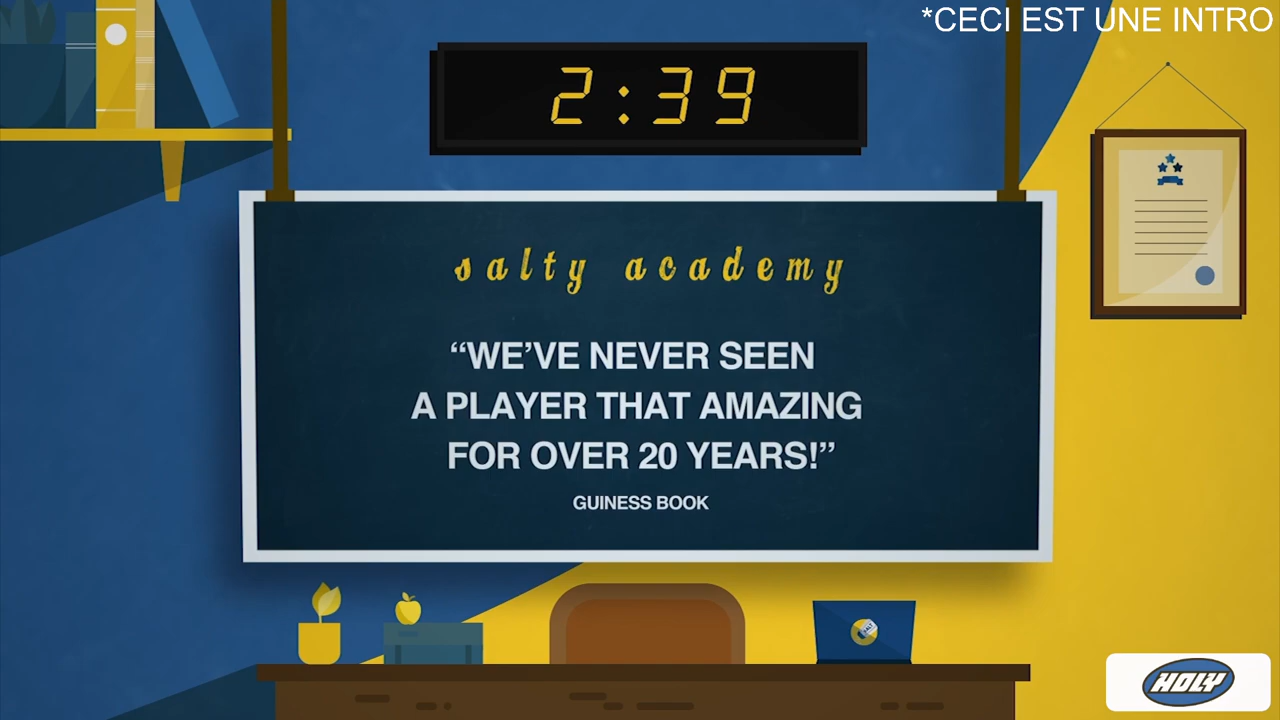 *CECI EST UNE INTRO
2:39
salty academy
“WE’VE NEVER SEEN
A PLAYER THAT AMAZING
FOR OVER 20 YEARS!”
GUINESS BOOK
HOLY